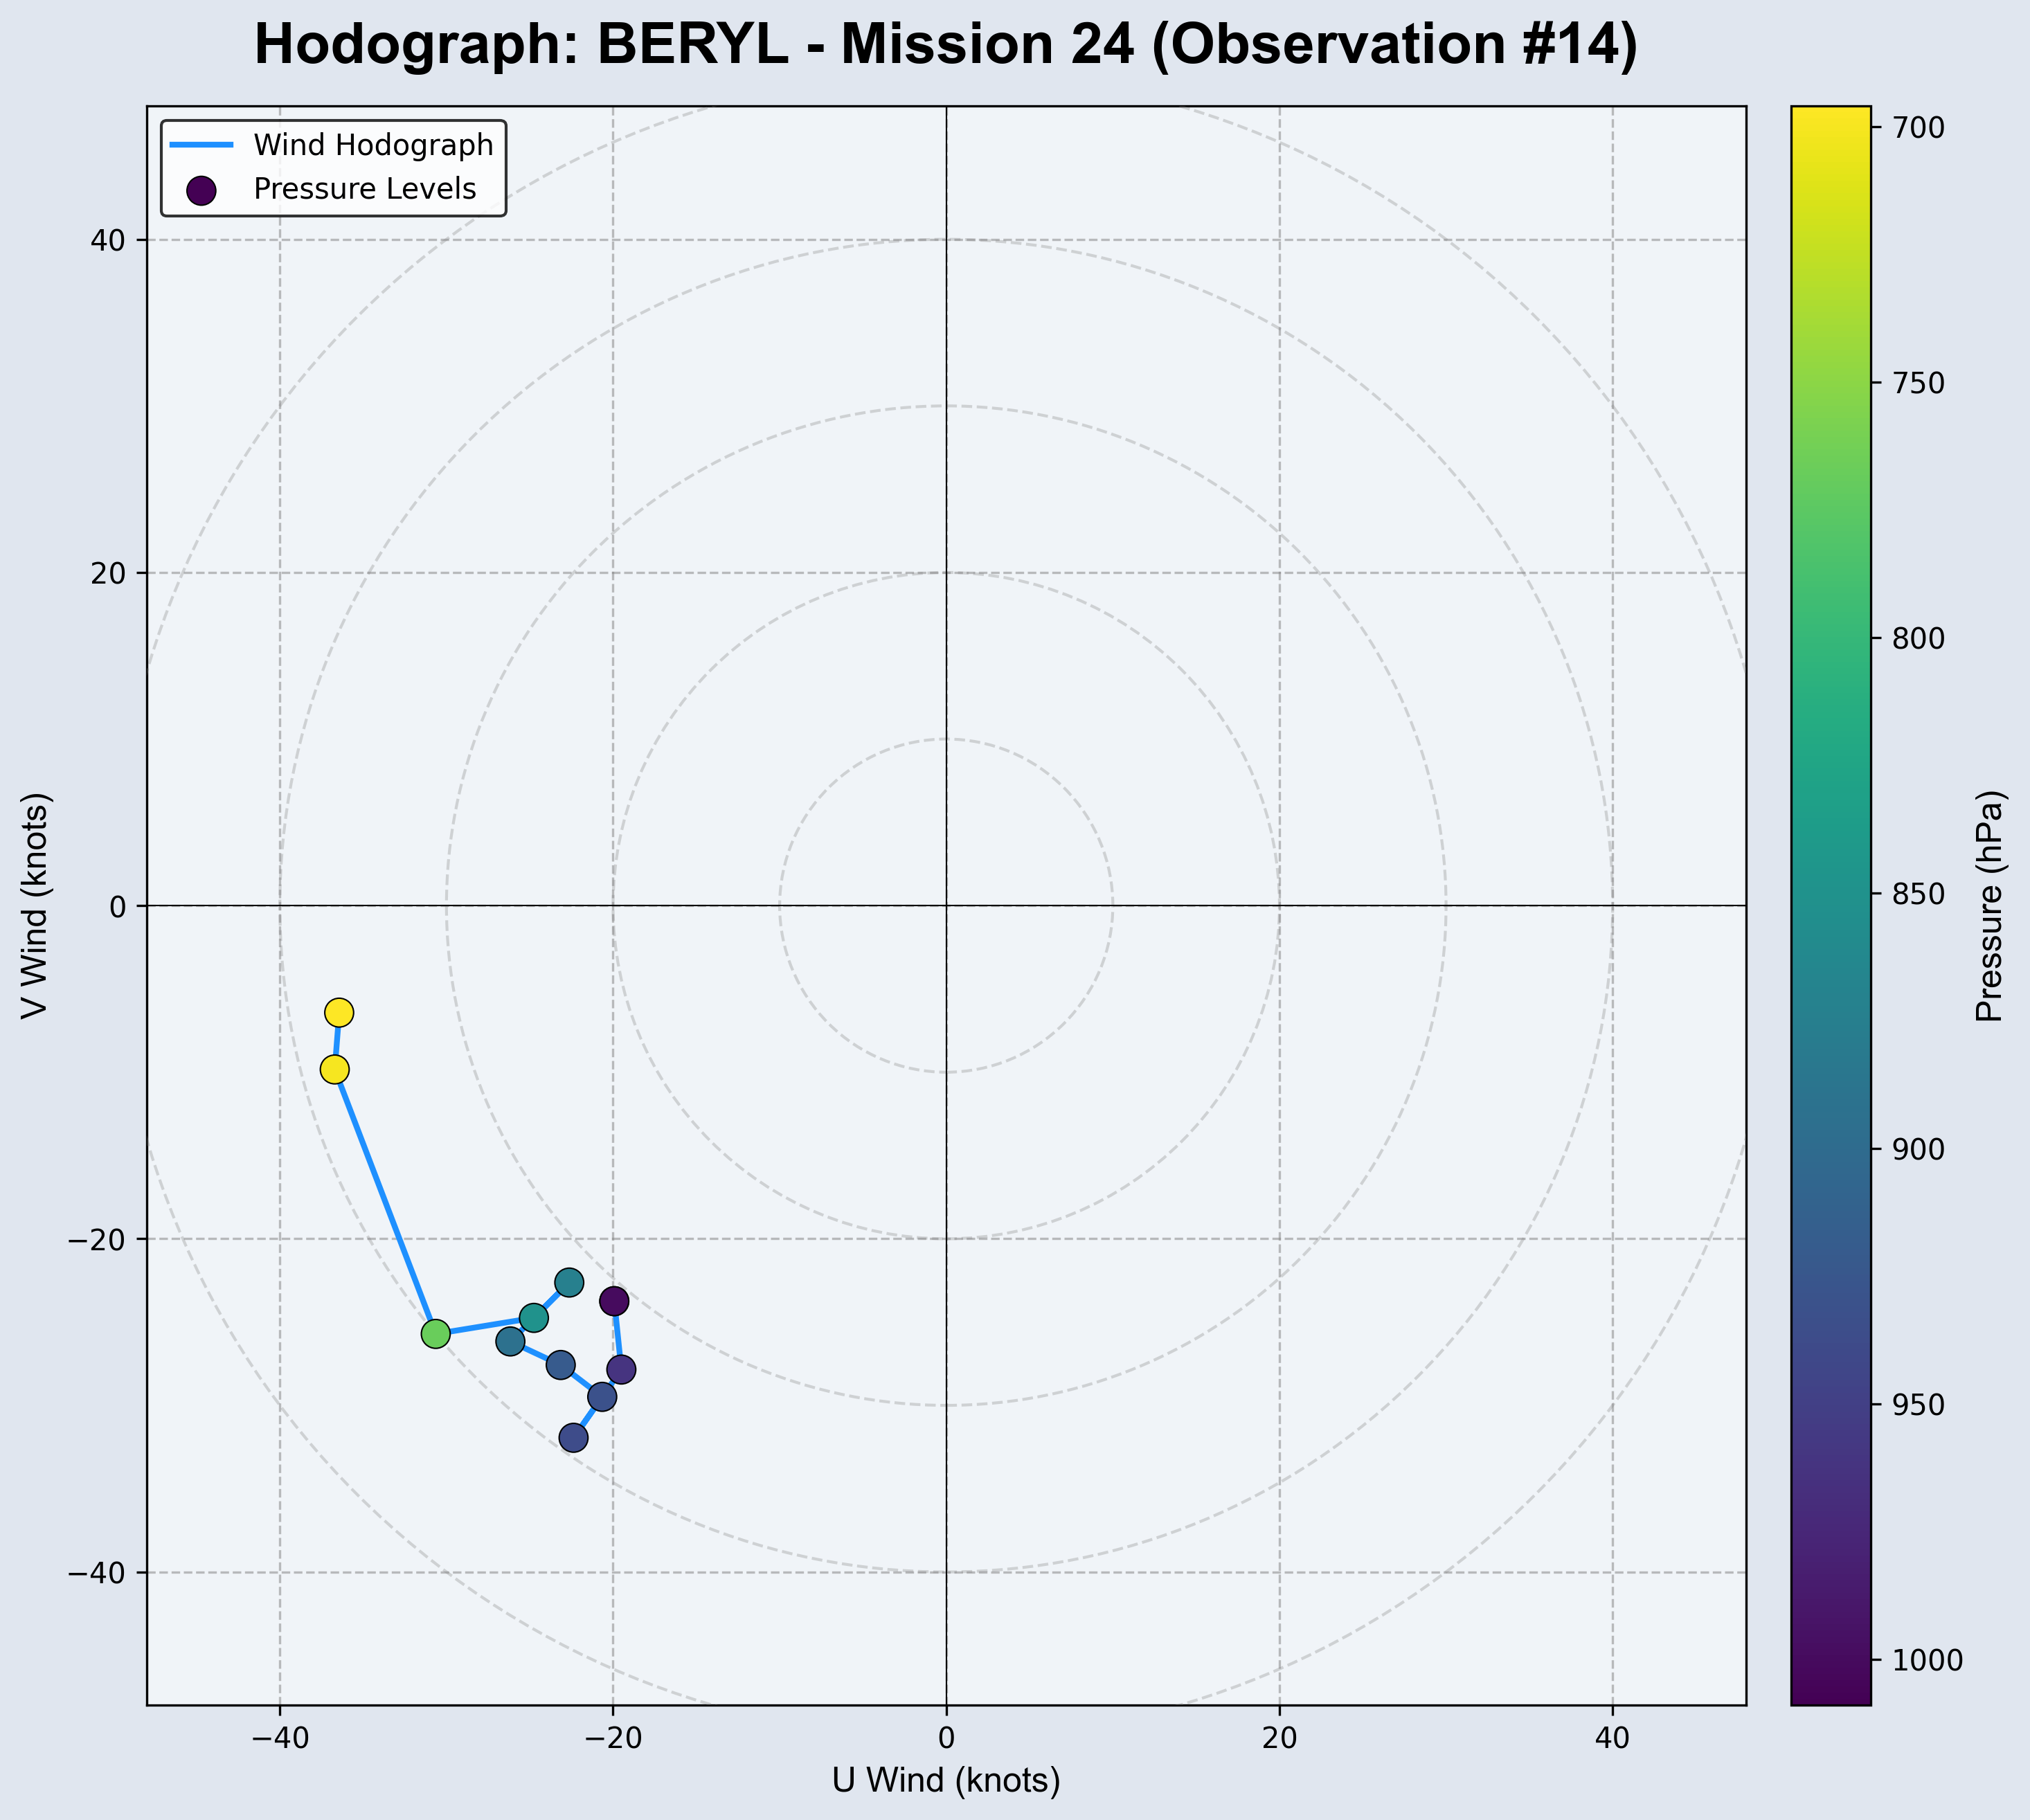 Hodograph: BERYL - Mission 24 (Observation #14)
Wind Hodograph
Pressure Levels
40
20
0
−20
−40
V Wind (knots)
−40
−20
0
20
40
U Wind (knots)
700
750
800
850
900
950
1000
Pressure (hPa)